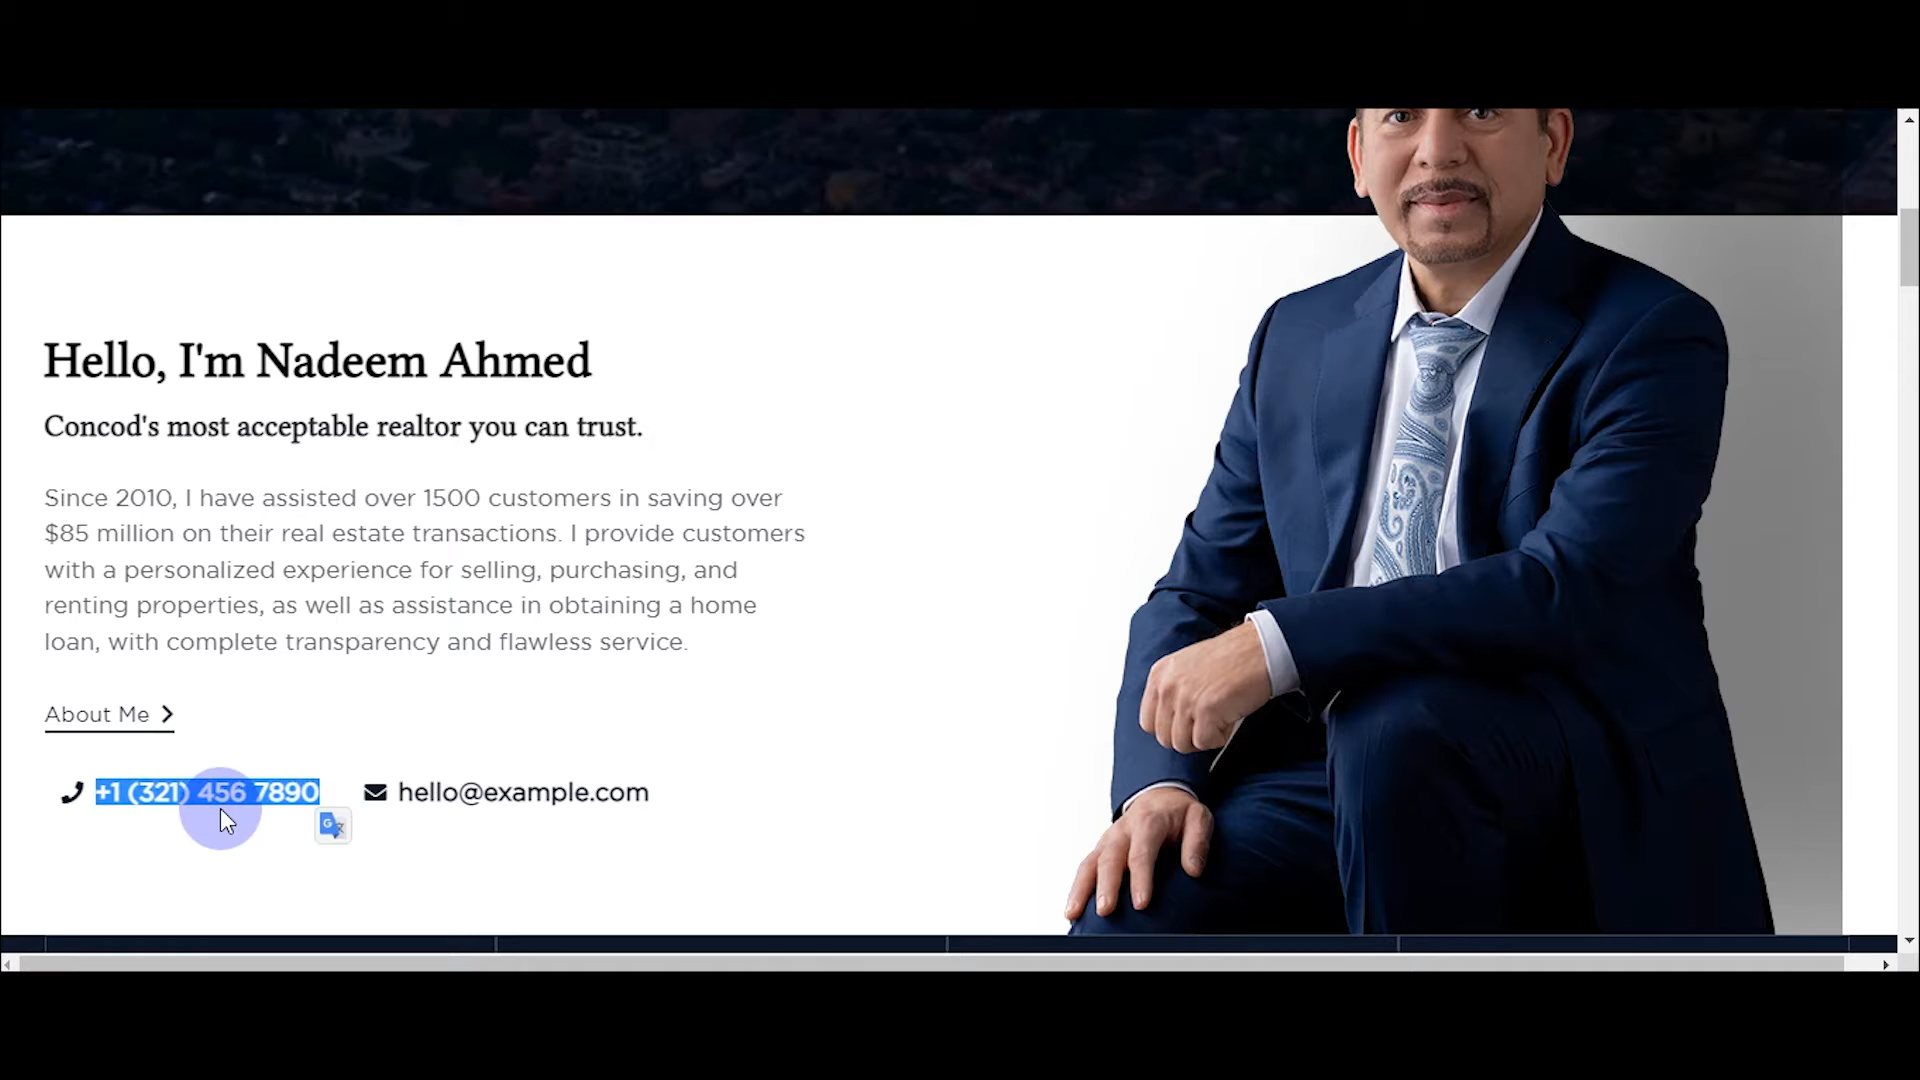 Hello, I'm Nadeem Ahmed
Concod's most acceptable realtor you can trust.
Since 2010, I have assisted over 1500 customers in saving over
$85 million on their real estate transactions. I provide customers
with a personalized experience for selling, purchasing, and
renting properties, as well as assistance in obtaining a home
loan, with complete transparency and flawless service.
About Me
+1 (321) 456 7890 hello@example.com